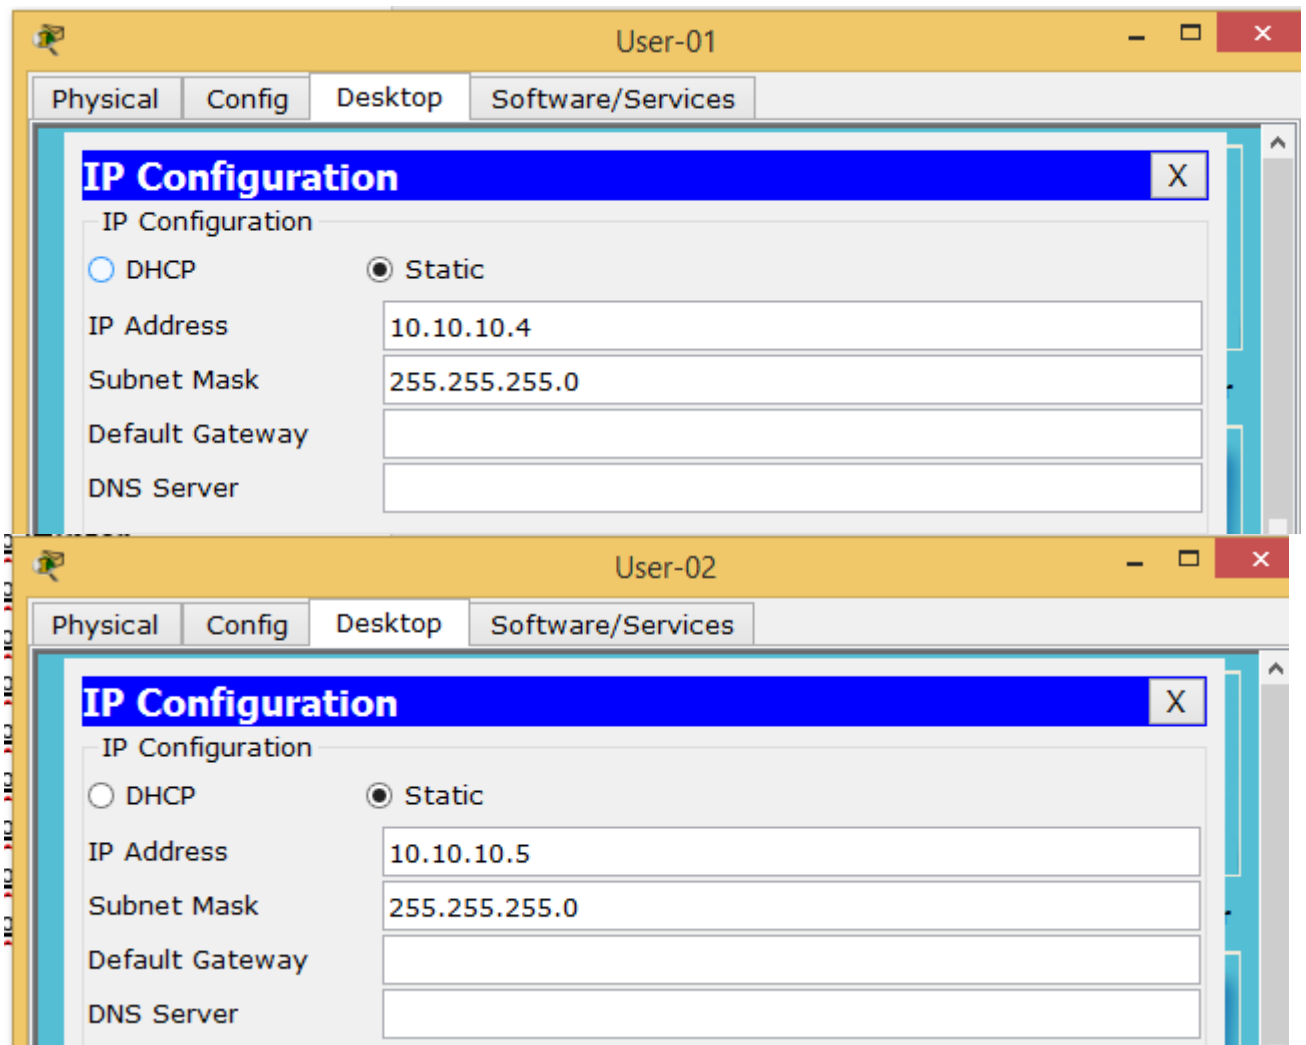 User-01
Physical Config Desktop Software/Services
IP Configuration X
IP Configuration
DHCP Static
IP Address 10.10.10.4
Subnet Mask 255.255.255.0
Default Gateway
DNS Server
User-02
Physical Config Desktop Software/Services
IP Configuration X
IP Configuration
DHCP Static
IP Address 10.10.10.5
Subnet Mask 255.255.255.0
Default Gateway
DNS Server